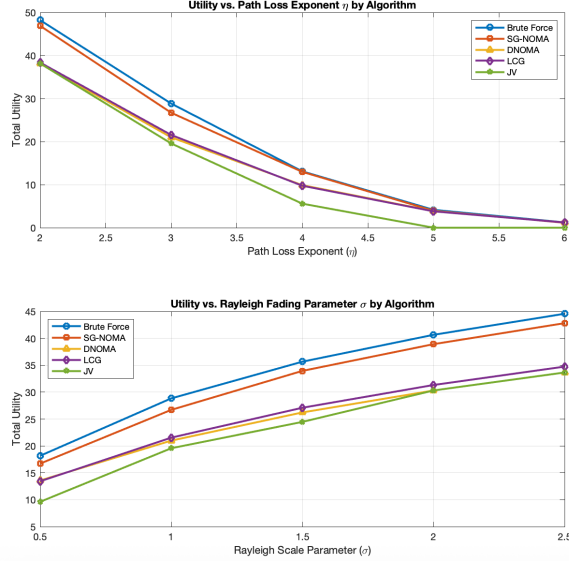 Utility vs. Path Loss Exponent η by Algorithm
50
40
30
20
10
0
Total Utility
Brute Force
SG-NOMA
DNOMA
LCG
JV
2 2.5 3 3.5 4 4.5 5 5.5 6
Path Loss Exponent (η)
Utility vs. Rayleigh Fading Parameter σ by Algorithm
45
40
35
30
25
20
15
10
5
Total Utility
Brute Force
SG-NOMA
DNOMA
LCG
JV
0.5 1 1.5 2 2.5
Rayleigh Scale Parameter (σ)